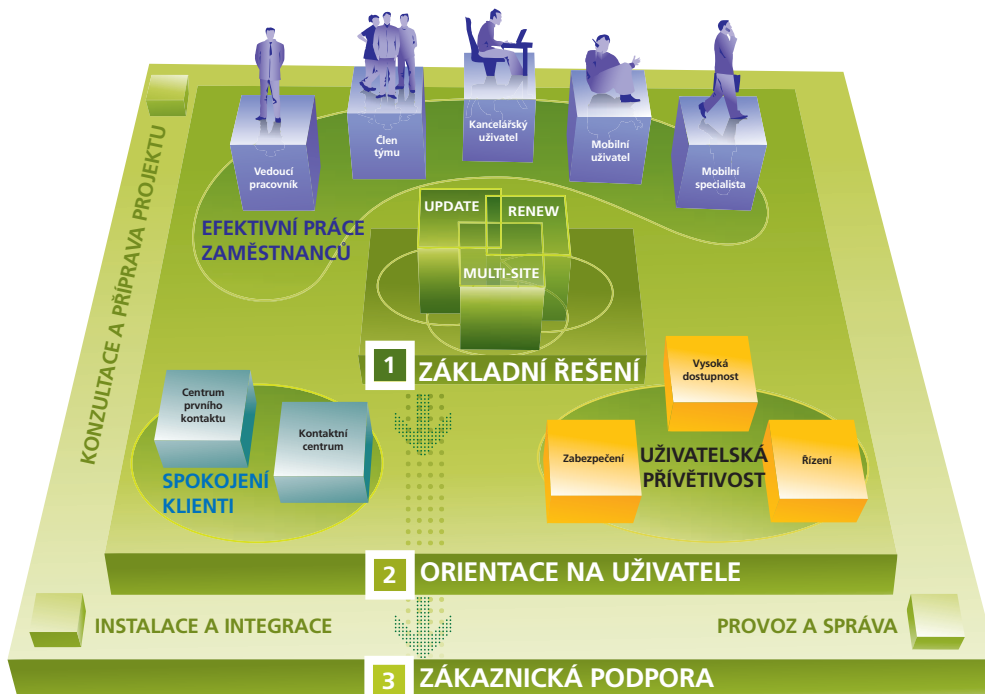 Vedoucí
pracovník
Člen
týmu
Kancelářský
uživatel
Mobilní
uživatel
Mobilní
specialista
KONZULTACE A PŘÍPRAVA PROJEKTU
EFEKTIVNÍ PRÁCE
ZAMĚSTNANCŮ
UPDATE
RENEW
MULTI-SITE
1 ZÁKLADNÍ ŘEŠENÍ
Centrum
prvního
kontaktu
Kontaktní
centrum
SPOKOJENÍ
KLIENTI
Vysoká
dostupnost
Zabezpečení
UŽIVATELSKÁ
PŘÍVĚTIVOST
Řízení
2 ORIENTACE NA UŽIVATELE
INSTALACE A INTEGRACE
PROVOZ A SPRÁVA
3 ZÁKAZNICKÁ PODPORA